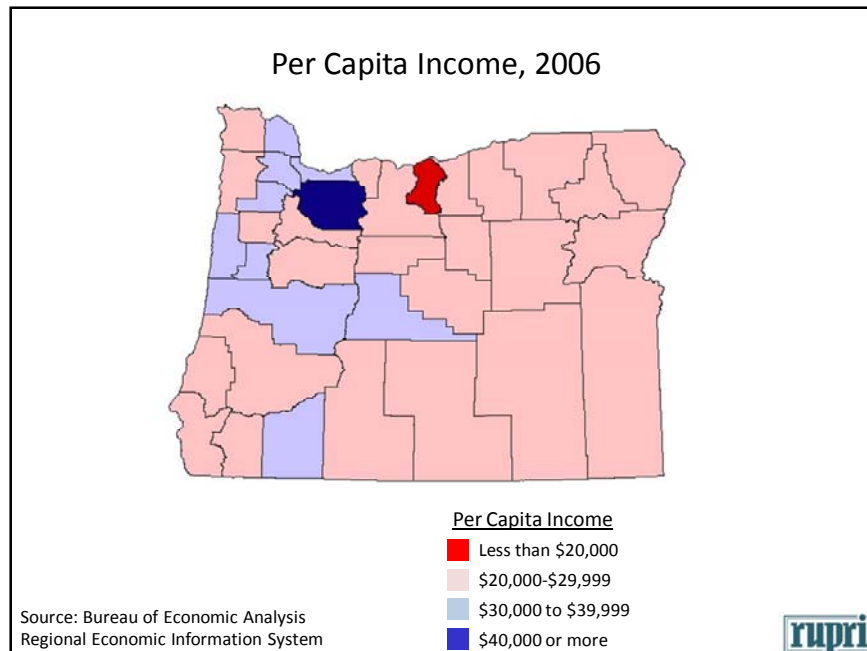 Per Capita Income, 2006
Per Capita Income
Less than $20,000
$20,000-$29,999
$30,000 to $39,999
$40,000 or more
Source: Bureau of Economic Analysis
Regional Economic Information System
rupri